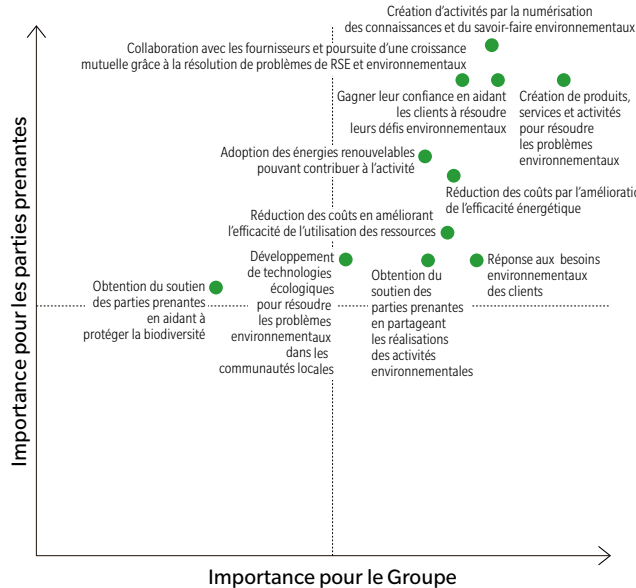 Création d'activités par la numérisation
des connaissances et du savoir-faire environnementaux
Collaboration avec les fournisseurs et poursuite d'une croissance
mutuelle grâce à la résolution de problèmes de RSE et environnementaux
Gagner leur confiance en aidant
les clients à résoudre
leurs défis environnementaux
Création de produits,
services et activités
pour résoudre
les problèmes
environnementaux
Adoption des énergies renouvelables
pouvant contribuer à l'activité
Réduction des coûts par l'amélioratio
de l'efficacité énergétique
Réduction des coûts en améliorant
l'efficacité de l'utilisation des ressources
Développement
de technologies
écologiques
pour résoudre
les problèmes
environnementaux
dans les
communautés locales
Obtention du
soutien des
parties prenantes
en partageant
les réalisations
des activités
environnementales
Réponse aux besoins
environnementaux
des clients
Obtention du soutien
des parties prenantes
en aidant à
protéger la biodiversité
Importance pour les parties prenantes
Importance pour le Groupe